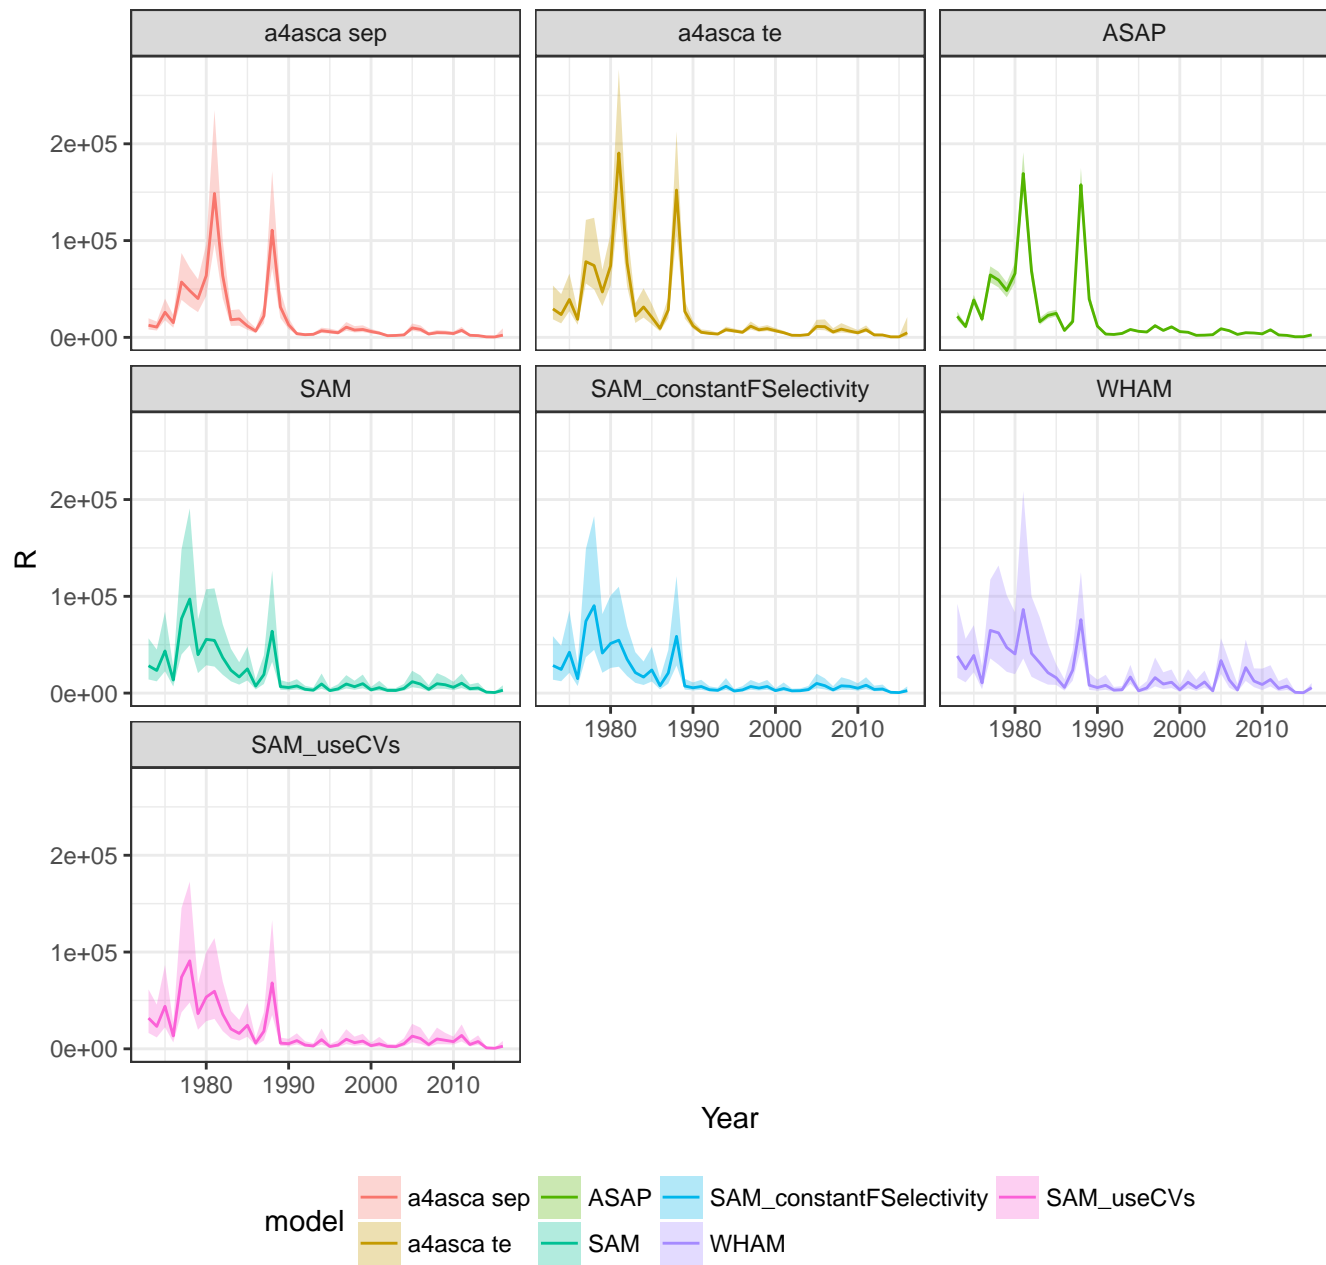 a4asca sep
a4asca te
ASAP
2e+05
1e+05
0e+00
SAM
SAM_constantFSelectivity
WHAM
2e+05
1e+05
0e+00
1980 1990 2000 2010
1980 1990 2000 2010
SAM_useCVs
2e+05
1e+05
0e+00
1980 1990 2000 2010
R
Year
model
a4asca sep
ASAP
SAM_constantFSelectivity
SAM_useCVs
a4asca te
SAM
WHAM